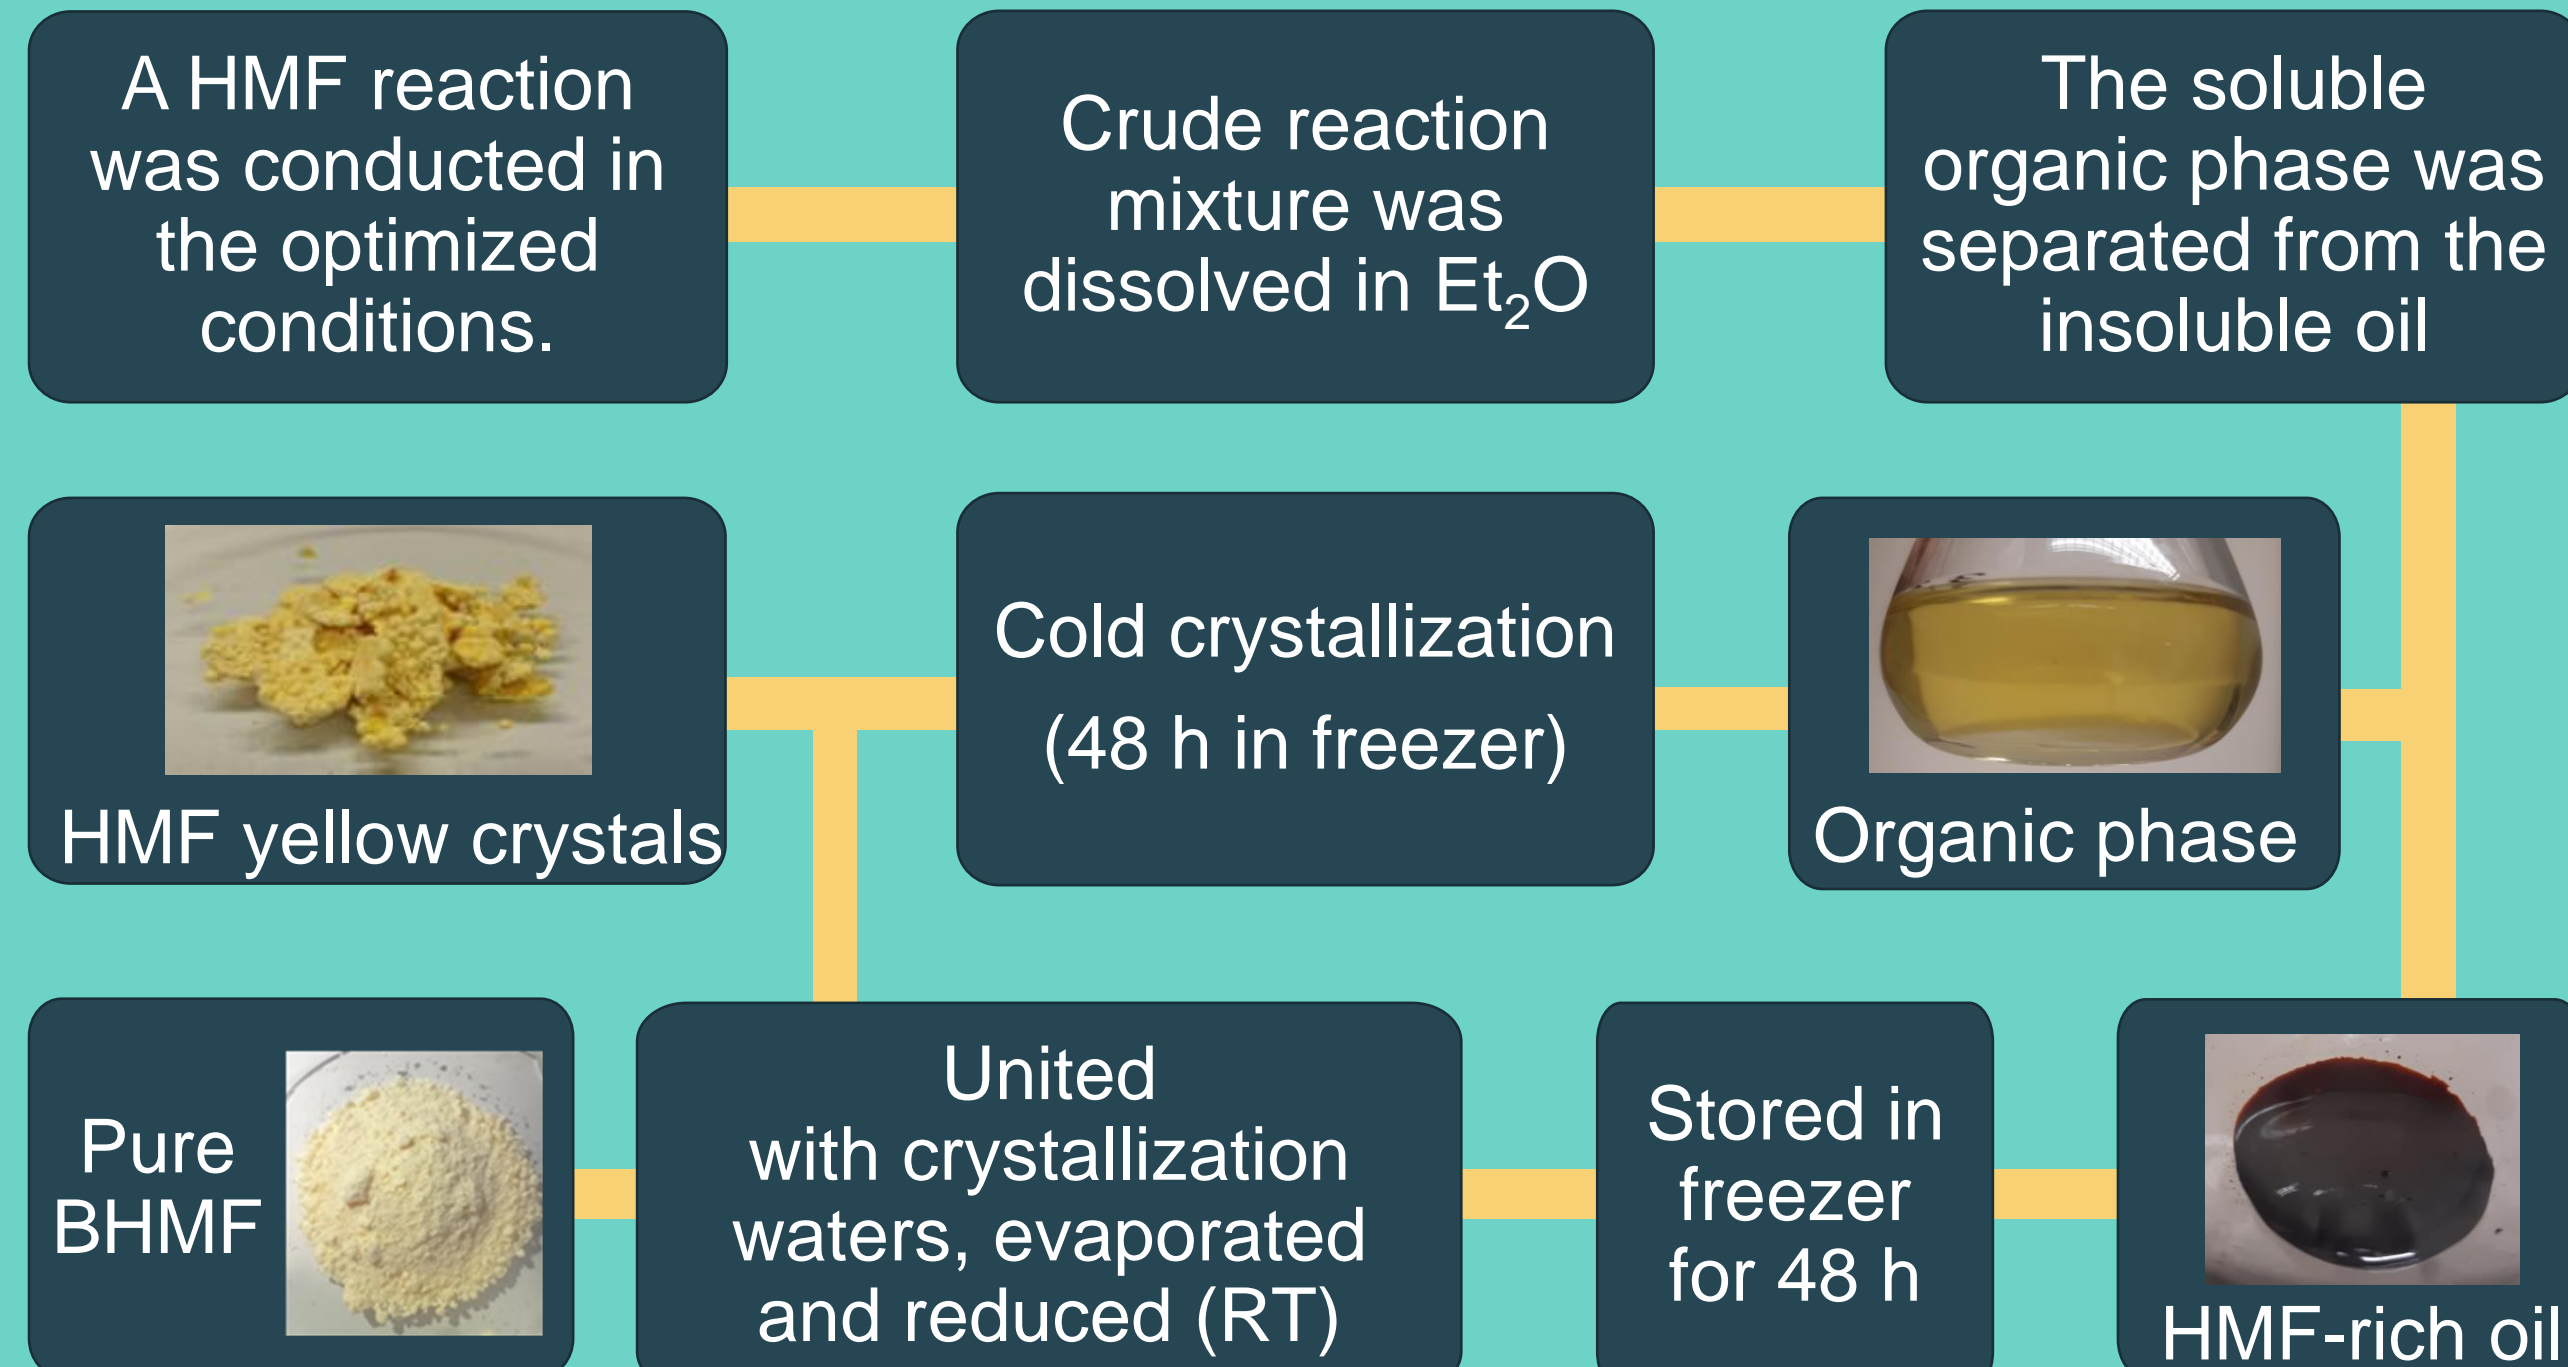 A HMF reaction
was conducted in
the optimized
conditions.
Crude reaction
mixture was
dissolved in Et₂O
The soluble
organic phase was
separated from the
insoluble oil
HMF yellow crystals
Cold crystallization
(48 h in freezer)
Organic phase
Pure
BHMF
United
with crystallization
waters, evaporated
and reduced (RT)
Stored in
freezer
for 48 h
HMF-rich oil